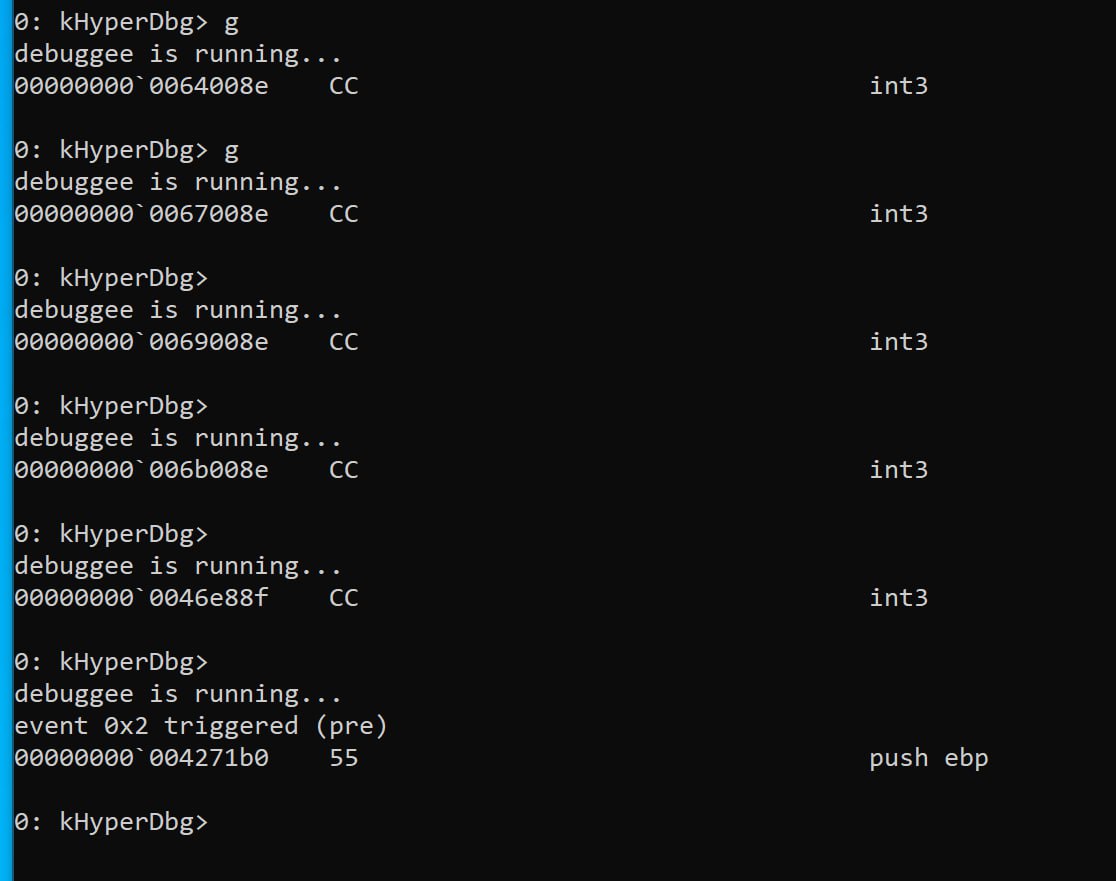 0: kHyperDbg> g
debuggee is running...
00000000`0064008e    CC                                  int3
0: kHyperDbg> g
debuggee is running...
00000000`0067008e    CC                                  int3
0: kHyperDbg>
debuggee is running...
00000000`0069008e    CC                                  int3
0: kHyperDbg>
debuggee is running...
00000000`006b008e    CC                                  int3
0: kHyperDbg>
debuggee is running...
00000000`0046e88f    CC                                  int3
0: kHyperDbg>
debuggee is running...
event 0x2 triggered (pre)
00000000`004271b0    55                                  push ebp
0: kHyperDbg>